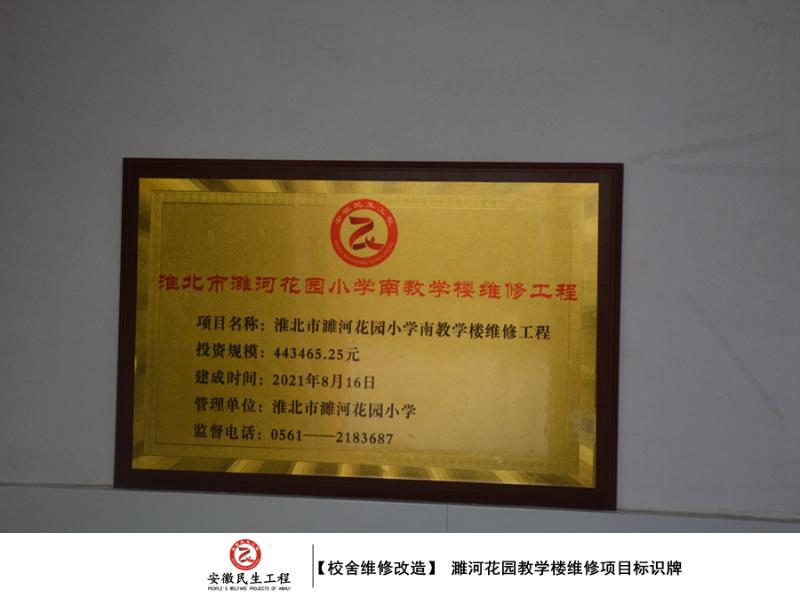 安徽民生工程
淮北市濉河花园小学南教学楼维修工程
项目名称：淮北市濉河花园小学南教学楼维修工程
投资规模：443465.25元
建成时间：2021年8月16日
管理单位：淮北市濉河花园小学
监督电话：0561——2183687
安徽民生工程
PEOPLE'S WELFARE PROJECTS OF ANHUI
【校舍维修改造】 濉河花园教学楼维修项目标识牌